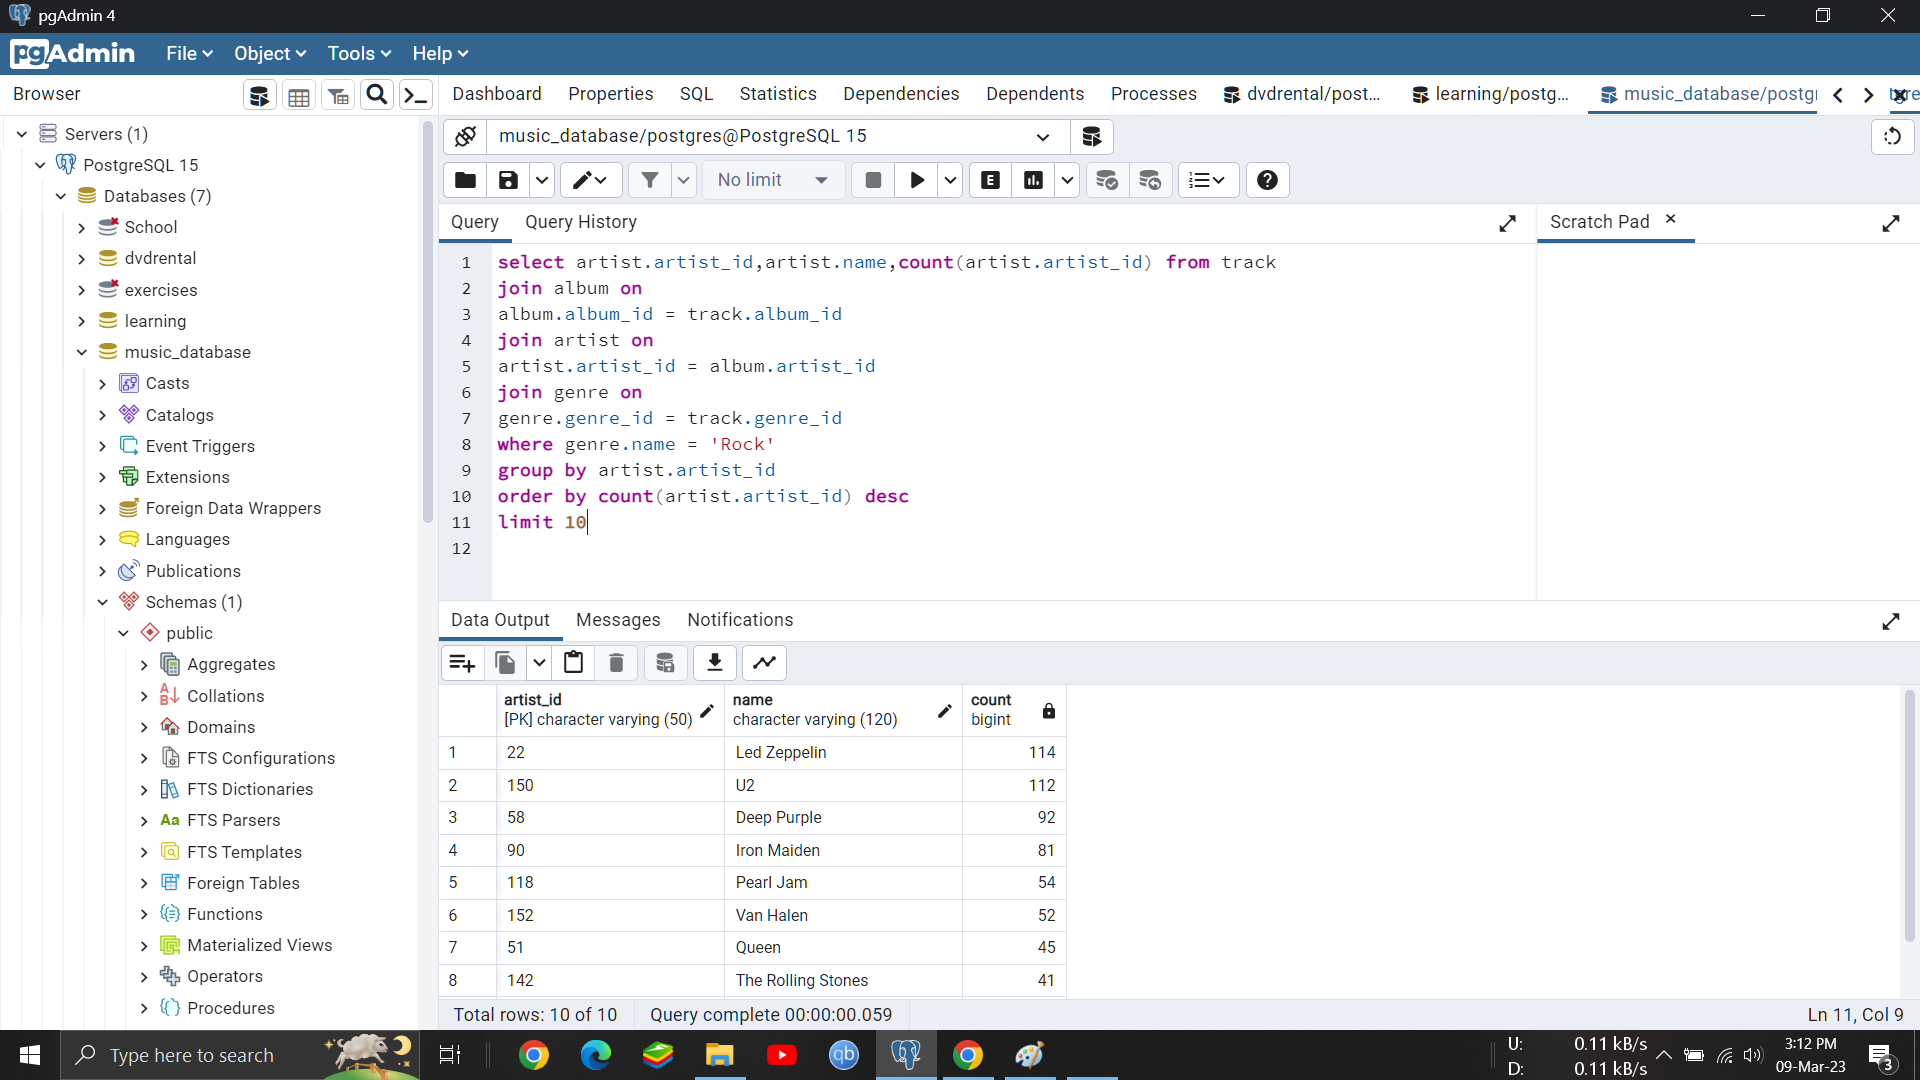 pgAdmin 4
pgAdmin File Object Tools Help
Browser
Servers (1)
PostgreSQL 15
Databases (7)
School
dvdrental
exercises
learning
music_database
Casts
Catalogs
Event Triggers
Extensions
Foreign Data Wrappers
Languages
Publications
Schemas (1)
public
Aggregates
Collations
Domains
FTS Configurations
FTS Dictionaries
Aa FTS Parsers
FTS Templates
Foreign Tables
Functions
Materialized Views
Operators
Procedures
Dashboard Properties SQL Statistics Dependencies Dependents Processes dvdrental/post... learning/postg... music_database/postgr
music_database/postgres@PostgreSQL 15
No limit
E
Query Query History
Scratch Pad
1 select artist.artist_id,artist.name,count(artist.artist_id) from track
2 join album on
3 album.album_id = track.album_id
4 join artist on
5 artist.artist_id = album.artist_id
6 join genre on
7 genre.genre_id = track.genre_id
8 where genre.name = 'Rock'
9 group by artist.artist_id
10 order by count(artist.artist_id) desc
11 limit 10
12
Data Output Messages Notifications
artist_id name count
[PK] character varying (50) character varying (120) bigint
1 22 Led Zeppelin 114
2 150 U2 112
3 58 Deep Purple 92
4 90 Iron Maiden 81
5 118 Pearl Jam 54
6 152 Van Halen 52
7 51 Queen 45
8 142 The Rolling Stones 41
Total rows: 10 of 10 Query complete 00:00:00.059 Ln 11, Col 9
Type here to search
qb
U: 0.11 kB/s
D: 0.11 kB/s
3:12 PM
09-Mar-23
3